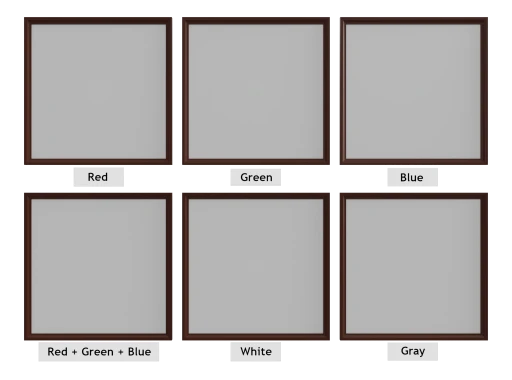 Red
Green
Blue
Red + Green + Blue
White
Gray